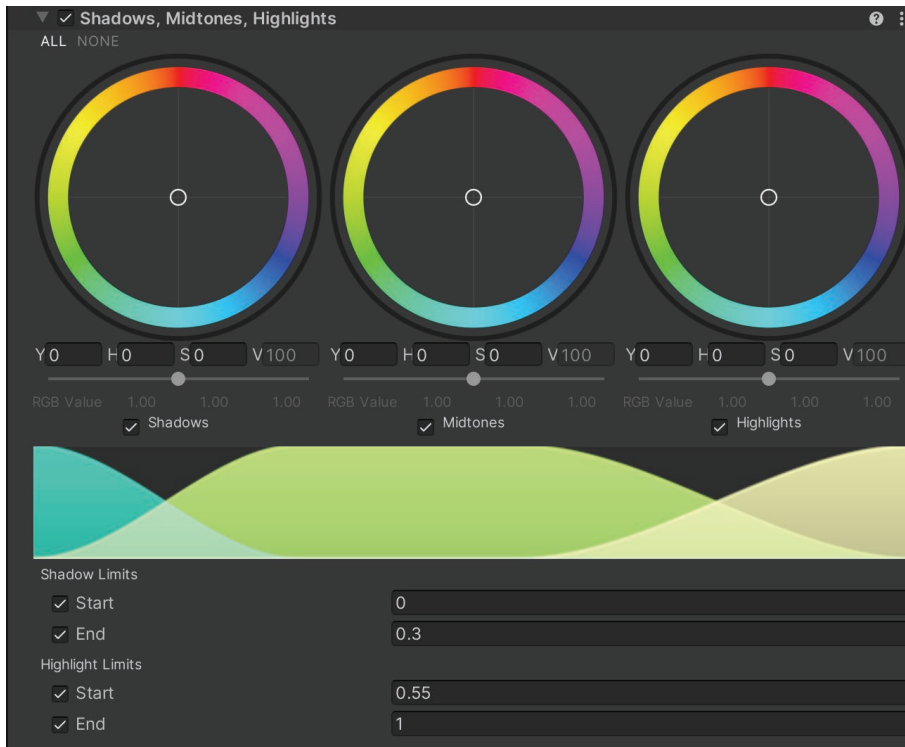 Shadows, Midtones, Highlights
ALL NONE
Y 0 H 0 S 0 V 100 Y 0 H 0 S 0 V 100 Y 0 H 0 S 0 V 100
RGB Value 1.00 1.00 1.00 RGB Value 1.00 1.00 1.00 RGB Value 1.00 1.00 1.00
Shadows Midtones Highlights
Shadow Limits
Start 0
End 0.3
Highlight Limits
Start 0.55
End 1